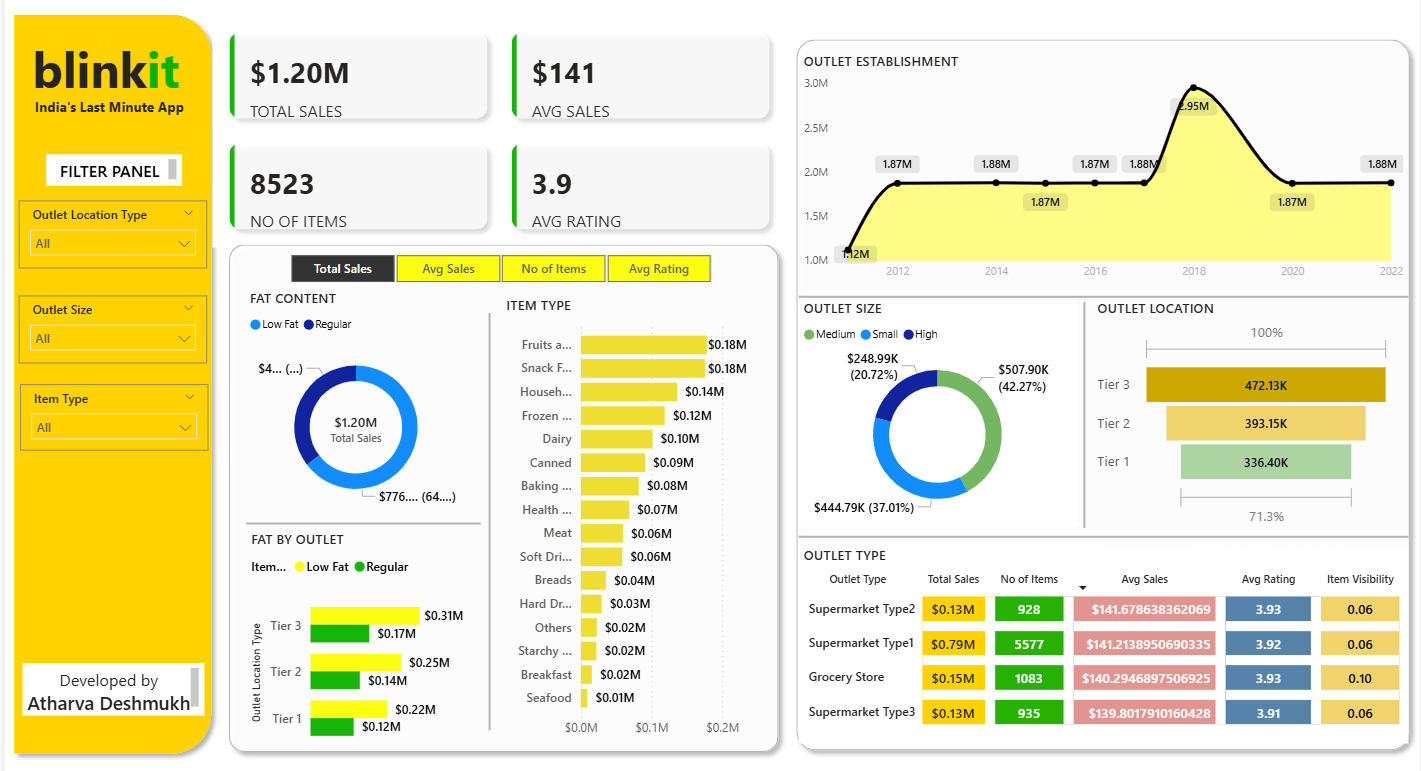 blinkit
India's Last Minute App
FILTER PANEL
Outlet Location Type
All
Outlet Size
All
Item Type
All
Developed by
Atharva Deshmukh
$1.20M
TOTAL SALES
$141
AVG SALES
8523
NO OF ITEMS
3.9
AVG RATING
Total Sales Avg Sales No of Items Avg Rating
FAT CONTENT
Low Fat Regular
$4... (...)
$1.20M
Total Sales
$776.... (64....)
FAT BY OUTLET
Item... Low Fat Regular
Outlet Location Type
Tier 3 $0.31M
$0.17M
Tier 2 $0.25M
$0.14M
Tier 1 $0.22M
$0.12M
ITEM TYPE
Fruits a... $0.18M
Snack F... $0.18M
Househ... $0.14M
Frozen ... $0.12M
Dairy $0.10M
Canned $0.09M
Baking ... $0.08M
Health ... $0.07M
Meat $0.06M
Soft Dri... $0.06M
Breads $0.04M
Hard Dr... $0.03M
Others $0.02M
Starchy ... $0.02M
Breakfast $0.02M
Seafood $0.01M
$0.0M $0.1M $0.2M
OUTLET ESTABLISHMENT
3.0M
2.5M
2.0M
1.5M
1.0M
1.12M 1.87M 1.88M 1.87M 1.87M 1.88M 2.95M 1.87M 1.88M
2012 2014 2016 2018 2020 2022
OUTLET SIZE
Medium Small High
$248.99K
(20.72%)
$507.90K
(42.27%)
$444.79K (37.01%)
OUTLET LOCATION
100%
Tier 3 472.13K
Tier 2 393.15K
Tier 1 336.40K
71.3%
OUTLET TYPE
Outlet Type Total Sales No of Items Avg Sales Avg Rating Item Visibility
Supermarket Type2 $0.13M 928 $141.678638362069 3.93 0.06
Supermarket Type1 $0.79M 5577 $141.2138950690335 3.92 0.06
Grocery Store $0.15M 1083 $140.2946897506925 3.93 0.10
Supermarket Type3 $0.13M 935 $139.8017910160428 3.91 0.06